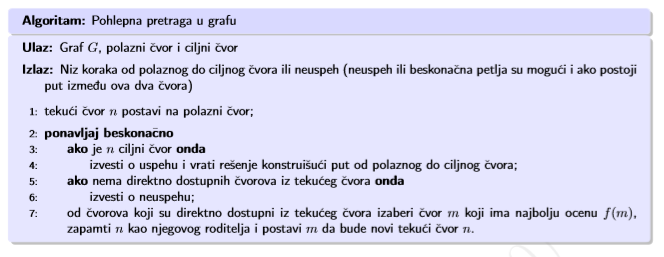 Algoritam: Pohlepna pretraga u grafu
Ulaz: Graf G, polazni čvor i ciljni čvor
Izlaz: Niz koraka od polaznog do ciljnog čvora ili neuspeh (neuspeh ili beskonačna petlja su mogući i ako postoji
put između ova dva čvora)
1: tekući čvor n postavi na polazni čvor;
2: ponavljaj beskonačno
3: ako je n ciljni čvor onda
4: izvesti o uspehu i vrati rešenje konstruišući put od polaznog do ciljnog čvora;
5: ako nema direktno dostupnih čvorova iz tekućeg čvora onda
6: izvesti o neuspehu;
7: od čvorova koji su direktno dostupni iz tekućeg čvora izaberi čvor m koji ima najbolju ocenu f(m),
zapamti n kao njegovog roditelja i postavi m da bude novi tekući čvor n.